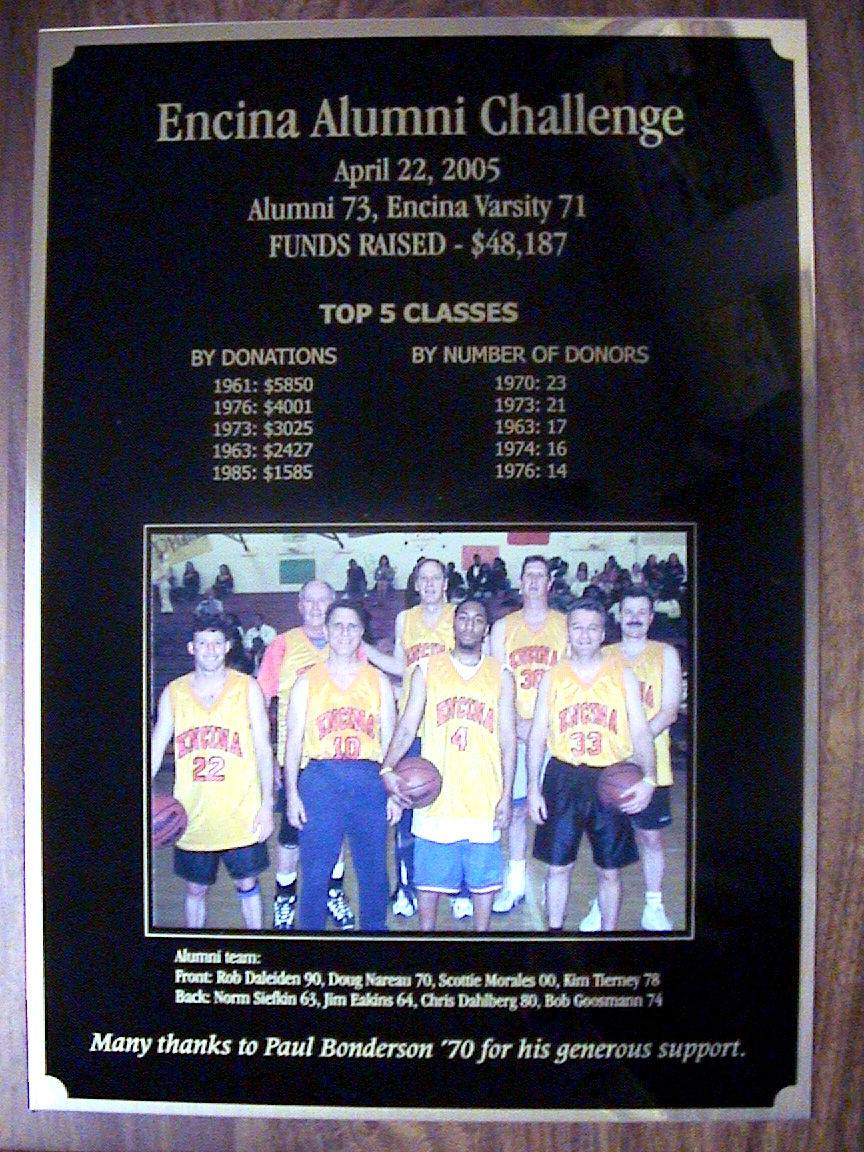 Encina Alumni Challenge
April 22, 2005
Alumni 73, Encina Varsity 71
FUNDS RAISED - $48,187
TOP 5 CLASSES
BY DONATIONS
1961: $5850
1976: $4001
1973: $3025
1963: $2427
1985: $1585
BY NUMBER OF DONORS
1970: 23
1973: 21
1963: 17
1974: 16
1976: 14
ENCINA
30
ENCINA
22
ENCINA
10
ENCINA
4
ENCINA
33
Alumni team:
Front: Rob Daleiden 90, Doug Nareau 70, Scottie Morales 00, Kim Tierney 78
Back: Norm Siefkin 63, Jim Eakins 64, Chris Dahlberg 80, Bob Goosmann 74
Many thanks to Paul Bonderson '70 for his generous support.